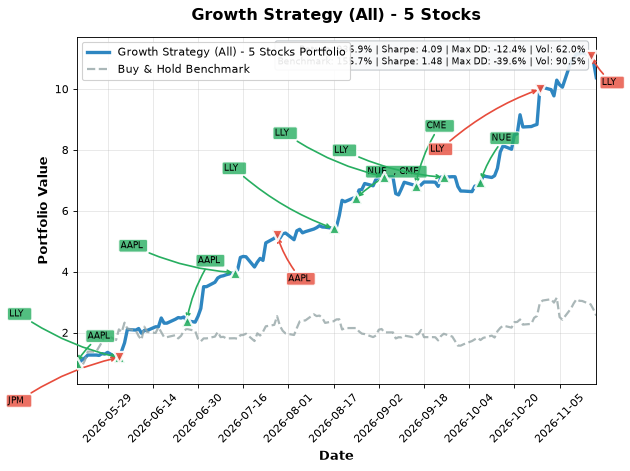 Growth Strategy (All) - 5 Stocks
Growth Strategy (All) - 5 Stocks Portfolio
Buy & Hold Benchmark
5.9% | Sharpe: 4.09 | Max DD: -12.4% | Vol: 62.0%
Benchmark: 155.7% | Sharpe: 1.48 | Max DD: -39.6% | Vol: 90.5%
LLY
CME
LLY
NUE
LLY
LLY
LLY
NUE, CME
AAPL
AAPL
AAPL
LLY
AAPL
JPM
Portfolio Value
10
8
6
4
2
2026-05-29
2026-06-14
2026-06-30
2026-07-16
2026-08-01
2026-08-17
2026-09-02
2026-09-18
2026-10-04
2026-10-20
2026-11-05
Date